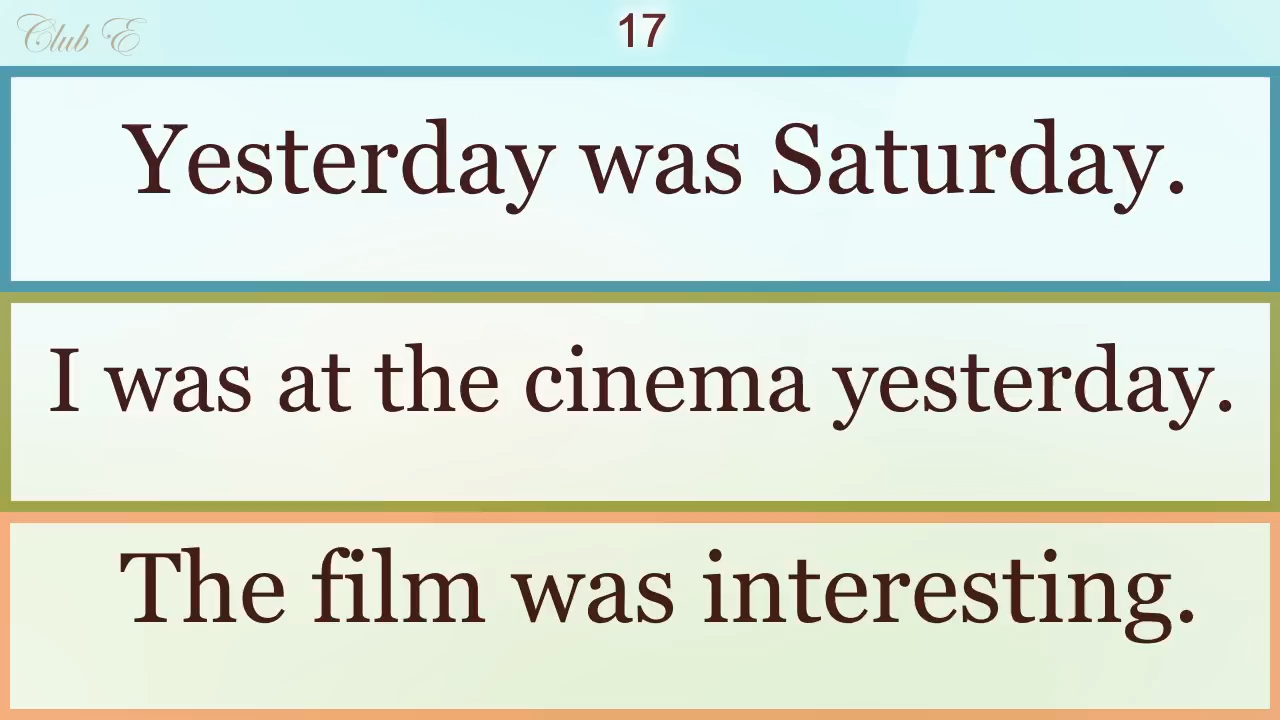 Club E
17
Yesterday was Saturday.
I was at the cinema yesterday.
The film was interesting.